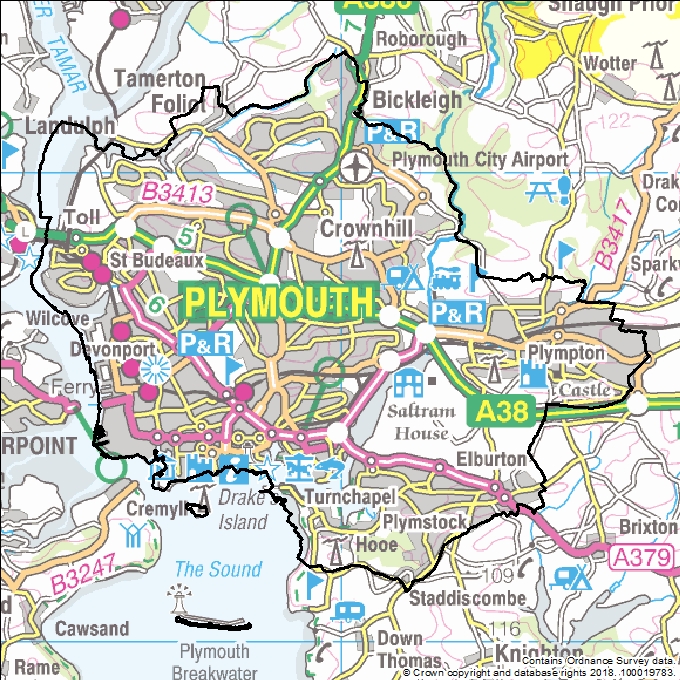 A386
Shaugh Prior
ER TAMAR
Roborough
Wotter
Tamerton
Foliot
Bickleigh
122
Landulph
P&R
Plymouth City Airport
Drak
Co
B3413
B3417
Toll
5
Crownhill
L
St Budeaux
Spark
6
PLYMOUTH
P&R
Wilcove
P&R
Devonport
Plympton
Ferry
Castle
Saltram
House
A38
RPOINT
Elburton
Drake's
Island
Turnchapel
Cremyll
Plymstock
Brixton
Hooe
A379
B3247
The Sound
109
Staddiscombe
Cawsand
116
Down
Thomas
Knighton
Plymouth
Breakwater
Rame
Contains Ordnance Survey data.
© Crown copyright and database rights 2018. 100019783.